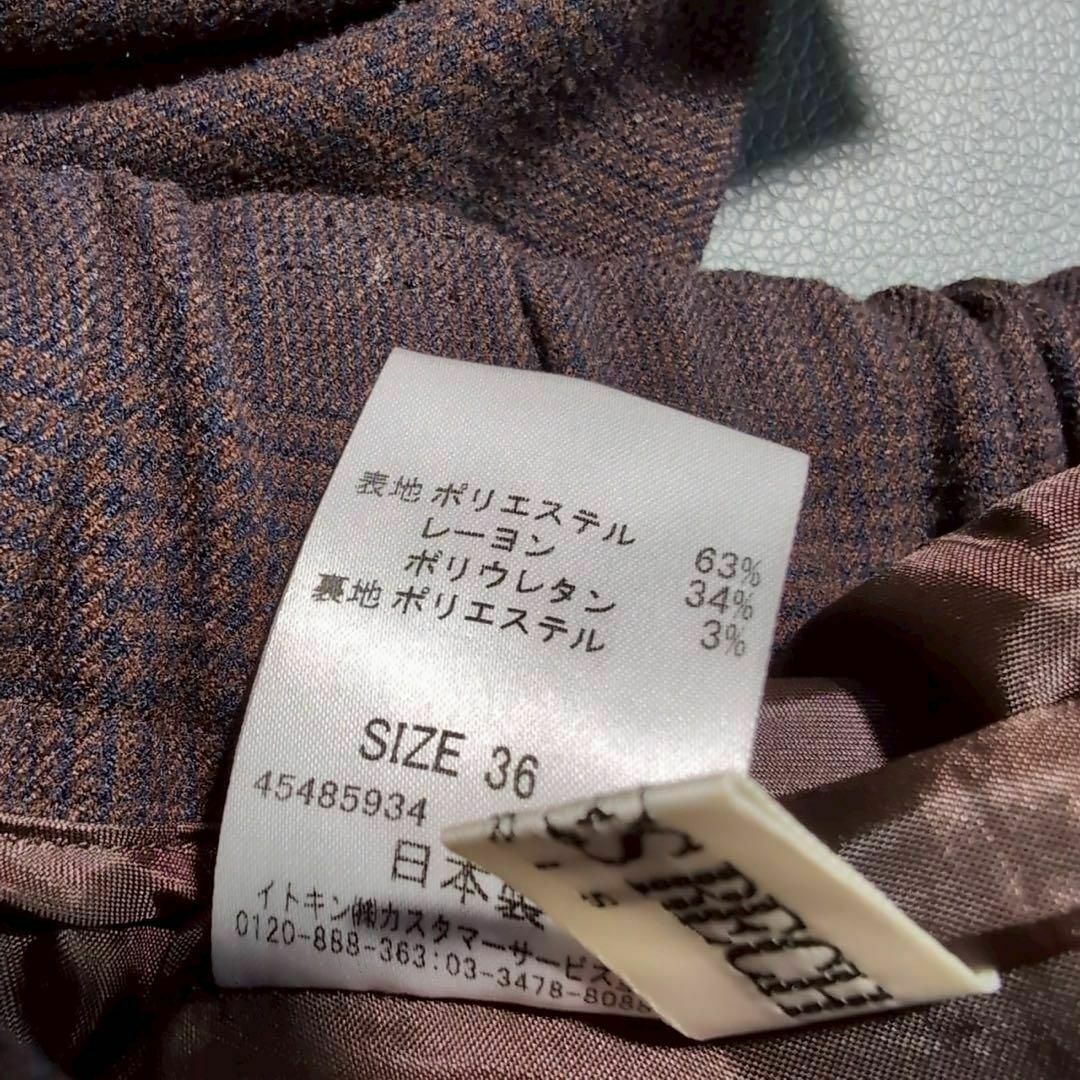 表地 ポリエステル 63%
レーヨン 34%
ポリウレタン 3%
裏地 ポリエステル
SIZE 36
45485934
日本製
イトキン㈱カスタマーサービス
0120-888-363:03-3478-8088